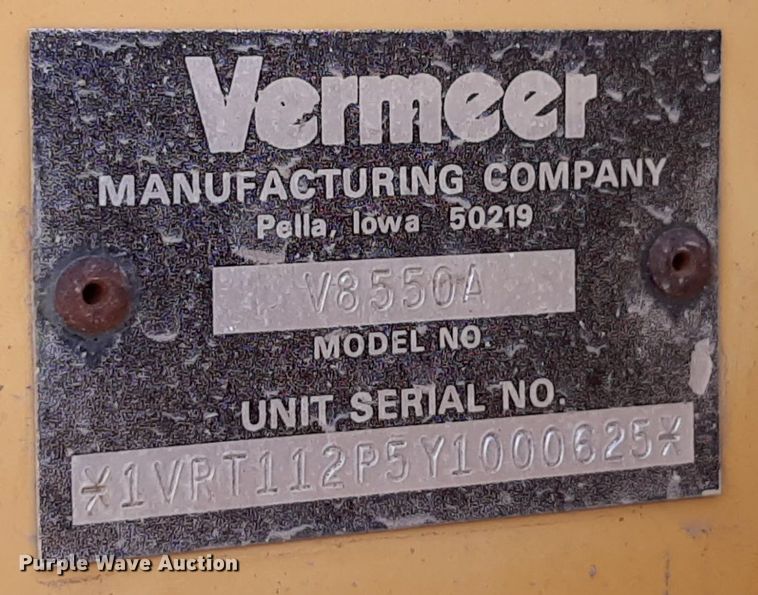 Vermeer
MANUFACTURING COMPANY
Pella, Iowa 50219
V8550A
MODEL NO.
UNIT SERIAL NO.
*1VRT112P5Y1000625*
Purple Wave Auction